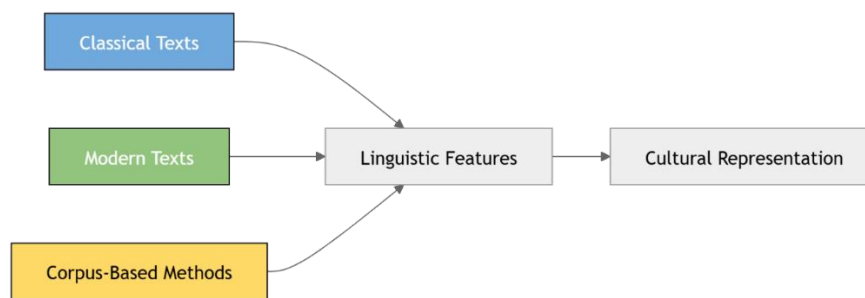 Classical Texts
Modern Texts
Linguistic Features
Cultural Representation
Corpus-Based Methods